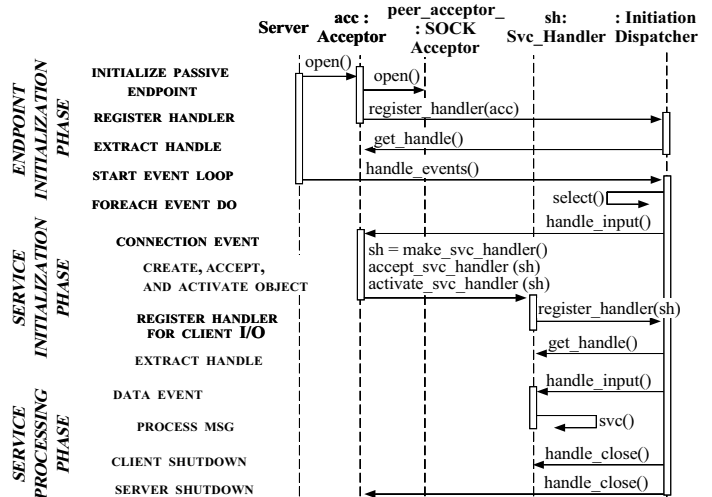 Server
acc :
Acceptor
peer_acceptor_
: SOCK
Acceptor
sh:
Svc_Handler
: Initiation
Dispatcher
ENDPOINT
INITIALIZATION
PHASE
INITIALIZE PASSIVE
ENDPOINT
open()
open()
REGISTER HANDLER
register_handler(acc)
EXTRACT HANDLE
get_handle()
START EVENT LOOP
handle_events()
FOREACH EVENT DO
select()
SERVICE
INITIALIZATION
PHASE
handle_input()
CONNECTION EVENT
CREATE, ACCEPT,
AND ACTIVATE OBJECT
sh = make_svc_handler()
accept_svc_handler (sh)
activate_svc_handler (sh)
REGISTER HANDLER
FOR CLIENT I/O
register_handler(sh)
EXTRACT HANDLE
get_handle()
SERVICE
PROCESSING
PHASE
DATA EVENT
handle_input()
PROCESS MSG
svc()
CLIENT SHUTDOWN
handle_close()
SERVER SHUTDOWN
handle_close()